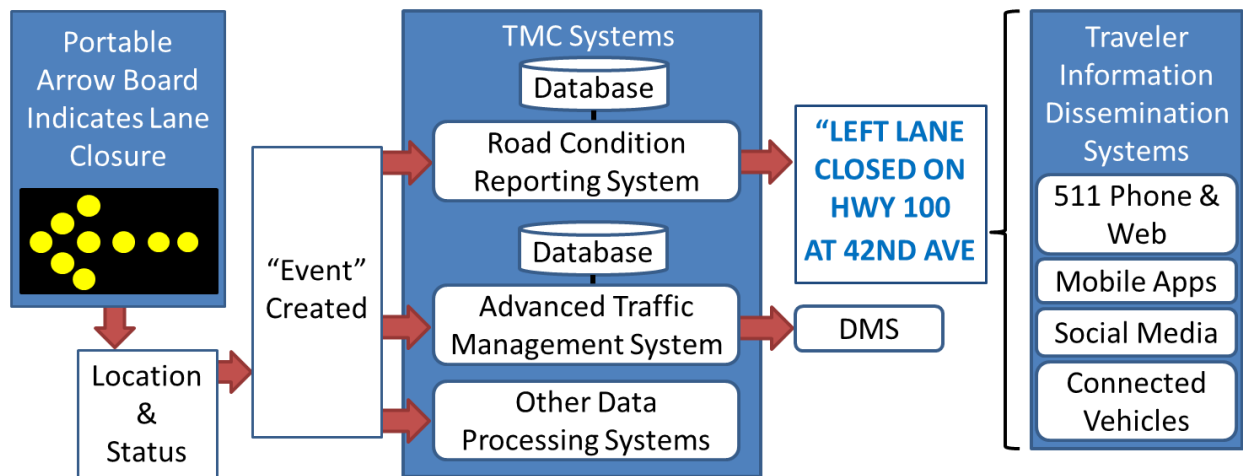 Portable
Arrow Board
Indicates Lane
Closure
Location
&
Status
“Event”
Created
TMC Systems
Database
Road Condition
Reporting System
Database
Advanced Traffic
Management System
Other Data
Processing Systems
“LEFT LANE
CLOSED ON
HWY 100
AT 42ND AVE
DMS
Traveler
Information
Dissemination
Systems
511 Phone &
Web
Mobile Apps
Social Media
Connected
Vehicles